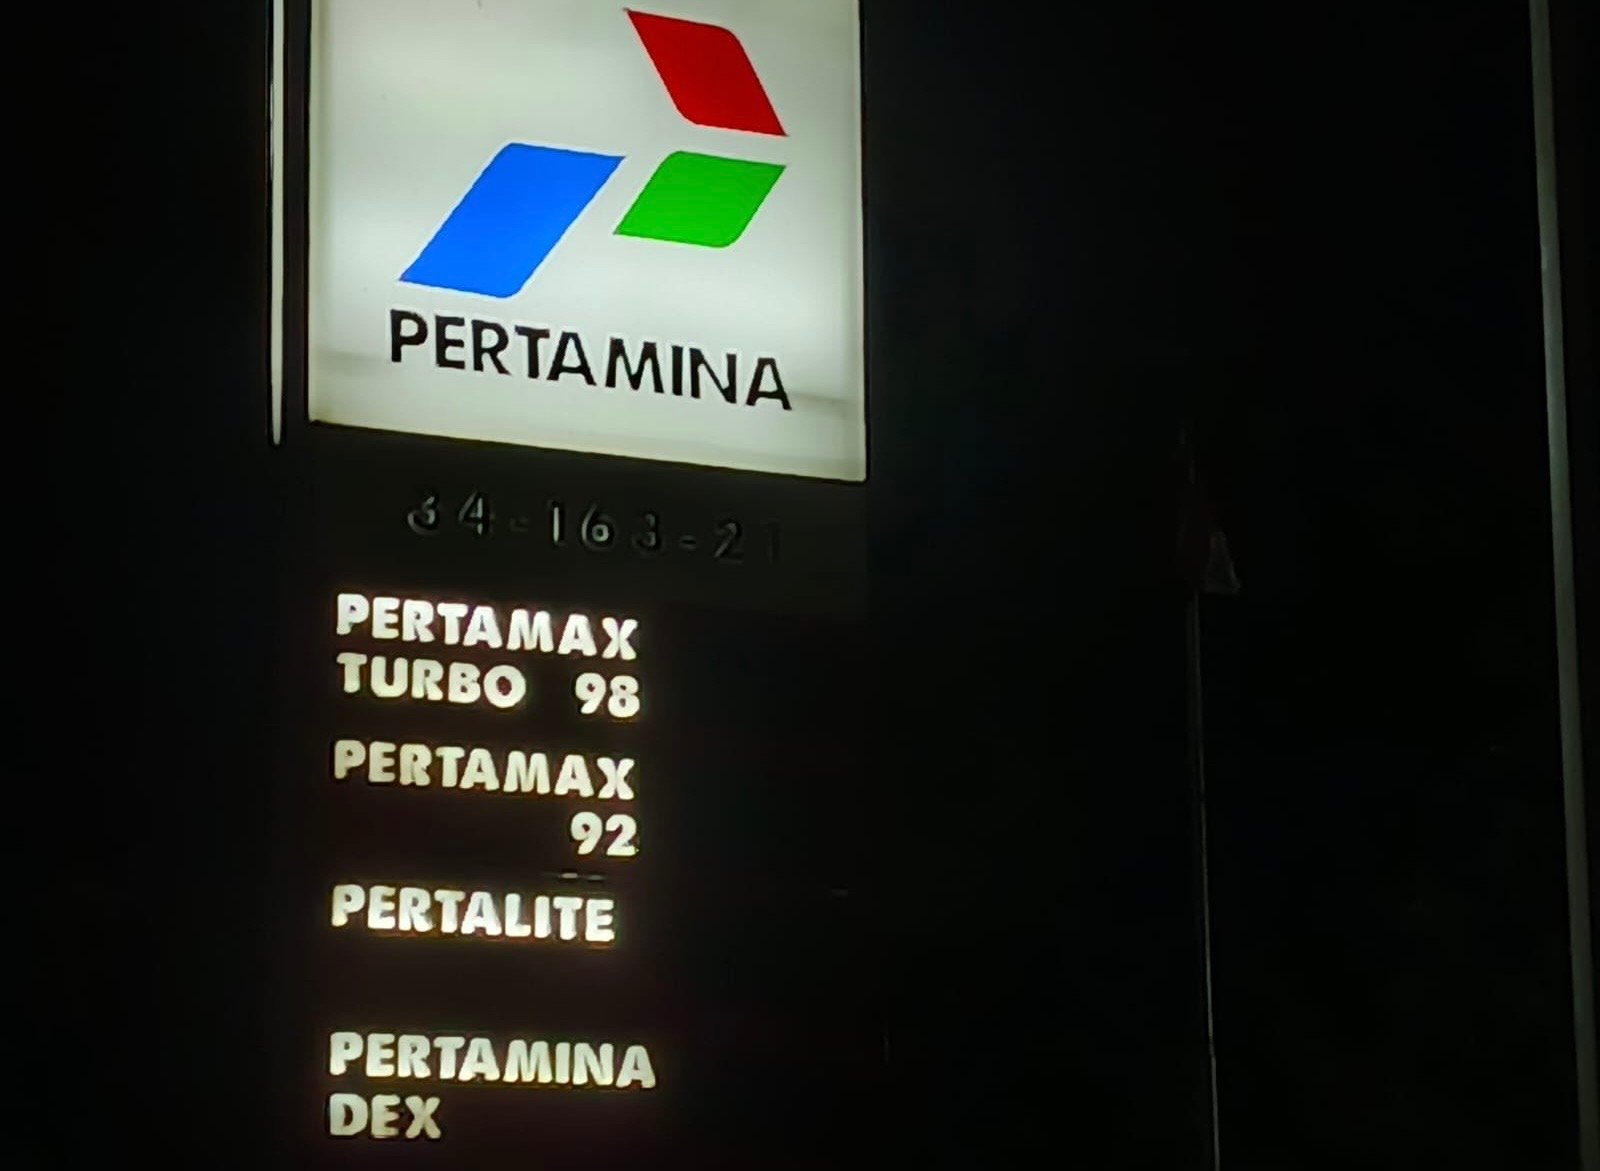 PERTAMINA
34-163-21
PERTAMAX
TURBO 98
PERTAMAX
92
PERTALITE
PERTAMINA
DEX